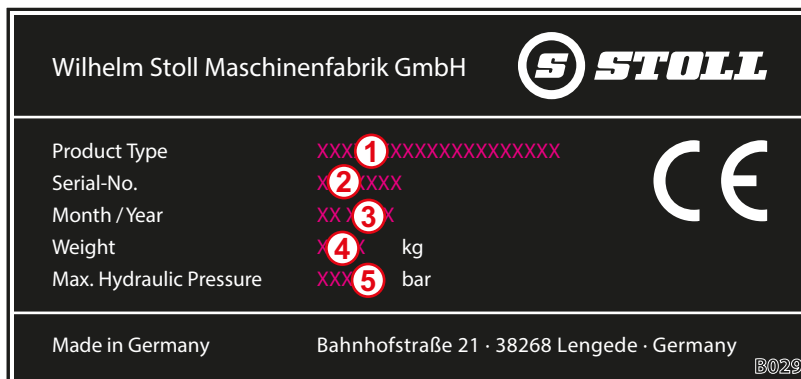 Wilhelm Stoll Maschinenfabrik GmbH S STOLL
Product Type XXX 1 XXXXXXXXXXXXXX CE
Serial-No. X 2 XXXX
Month / Year XX X 3 X
Weight X 4 X kg
Max. Hydraulic Pressure XXX 5 bar
Made in Germany Bahnhofstraße 21 · 38268 Lengede · Germany
B029